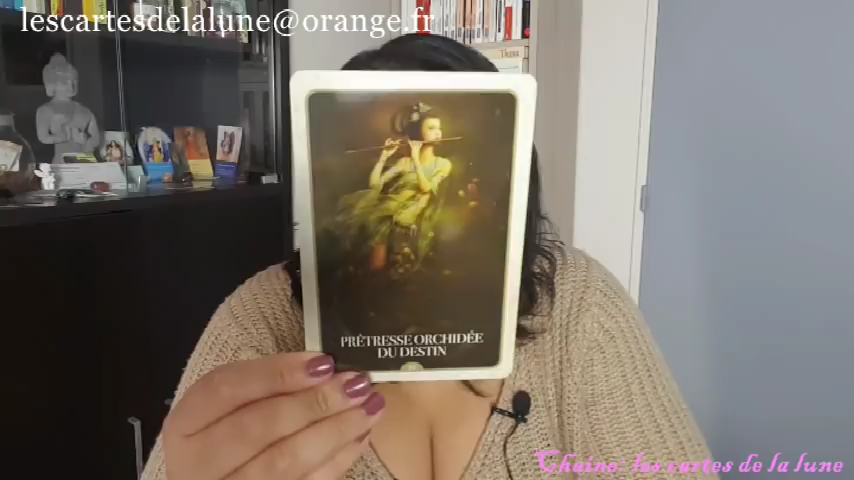 lescartesdelalune@orange.fr
PRÊTRESSE ORCHIDÉE
DU DESTIN
Chaine: les cartes de la lune